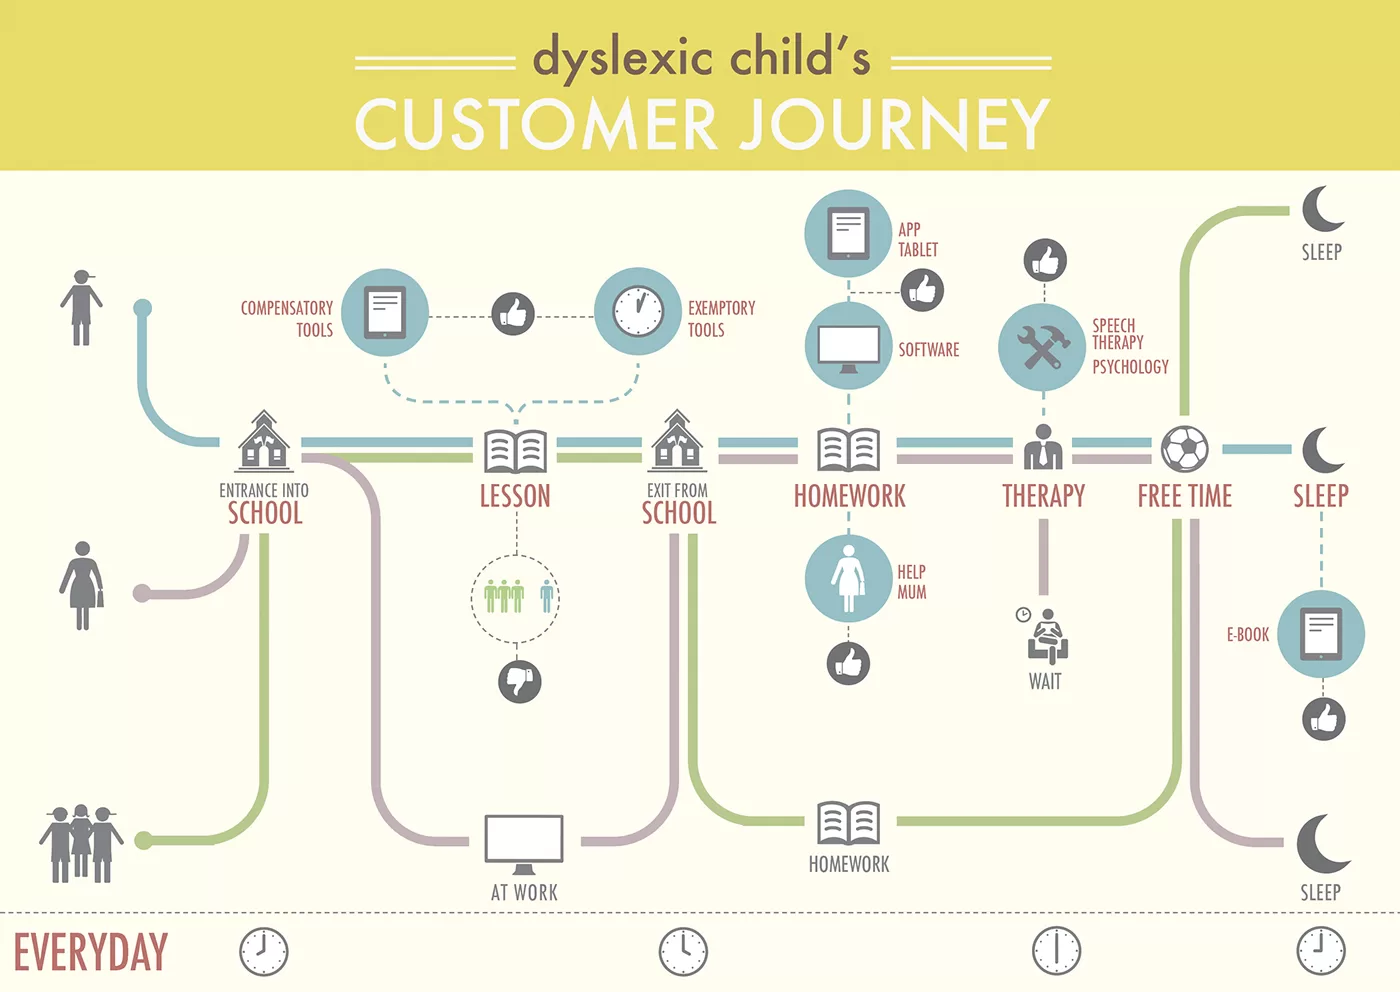 dyslexic child's
CUSTOMER JOURNEY
SLEEP
APP
TABLET
COMPENSATORY
TOOLS
EXEMPTORY
TOOLS
SOFTWARE
SPEECH
THERAPY
PSYCHOLOGY
ENTRANCE INTO
SCHOOL
LESSON
EXIT FROM
SCHOOL
HOMEWORK
THERAPY
FREE TIME
SLEEP
HELP
MUM
E-BOOK
WAIT
HOMEWORK
AT WORK
SLEEP
EVERYDAY